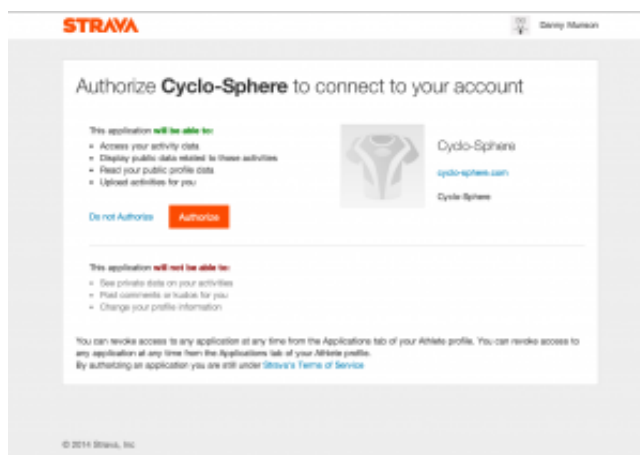 STRAVA
Danny Munson
Authorize Cyclo-Sphere to connect to your account
This application will be able to:
Access your activity data
Display public data related to these activities
Read your public profile data
Upload activities for you
Do not Authorize
Authorize
Cyclo-Sphere
cyclo-sphere.com
Cyclo Sphere
This application will not be able to:
See private data on your activities
Post comments or kudos for you
Change your profile information
You can revoke access to any application at any time from the Applications tab of your Athlete profile. You can revoke access to
any application at any time from the Applications tab of your Athlete profile.
By authorizing an application you are still under Strava's Terms of Service
© 2014 Strava, Inc